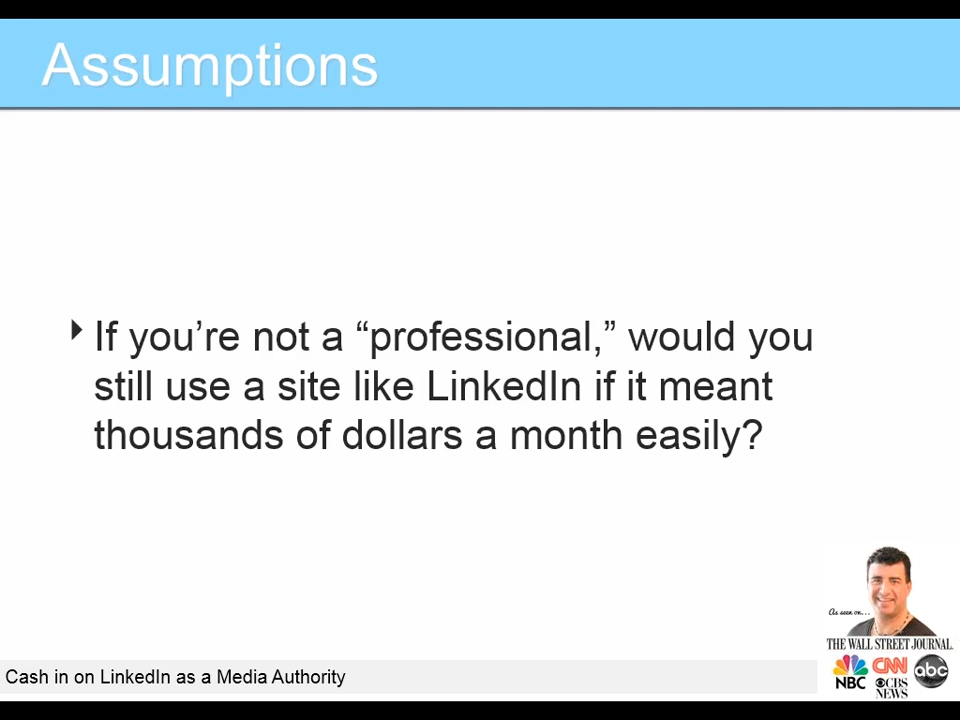 Assumptions
If you’re not a “professional,” would you
still use a site like LinkedIn if it meant
thousands of dollars a month easily?
As seen on...
THE WALL STREET JOURNAL.
NBC CNN CBS NEWS abc
Cash in on LinkedIn as a Media Authority